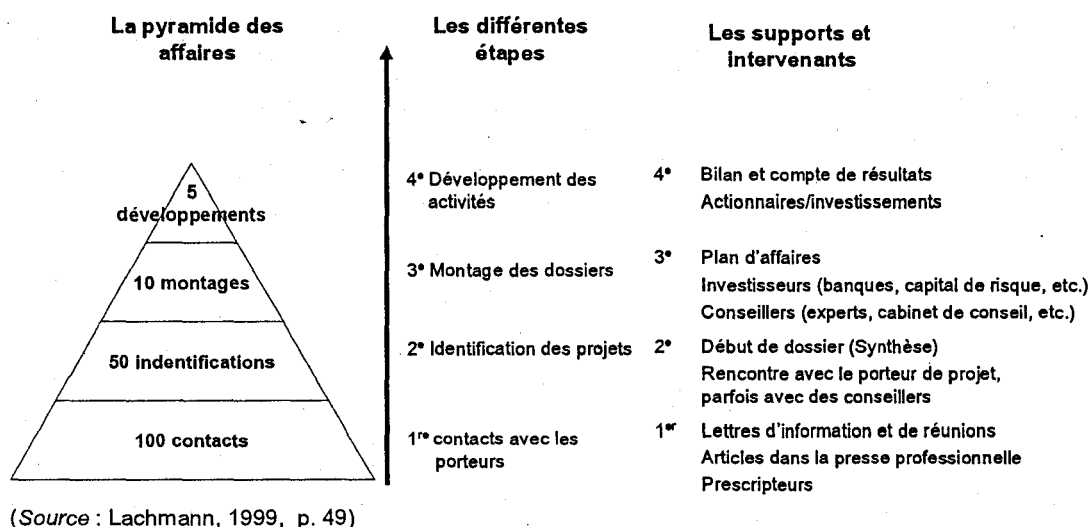 La pyramide des
affaires
Les différentes
étapes
Les supports et
intervenants
5
développements
10 montages
50 indentifications
100 contacts
4e Développement des
activités
3e Montage des dossiers
2e Identification des projets
1re contacts avec les
porteurs
4e Bilan et compte de résultats
Actionnaires/investissements
3e Plan d'affaires
Investisseurs (banques, capital de risque, etc.)
Conseillers (experts, cabinet de conseil, etc.)
2e Début de dossier (Synthèse)
Rencontre avec le porteur de projet,
parfois avec des conseillers
1er Lettres d'information et de réunions
Articles dans la presse professionnelle
Prescripteurs
(Source : Lachmann, 1999, p. 49)